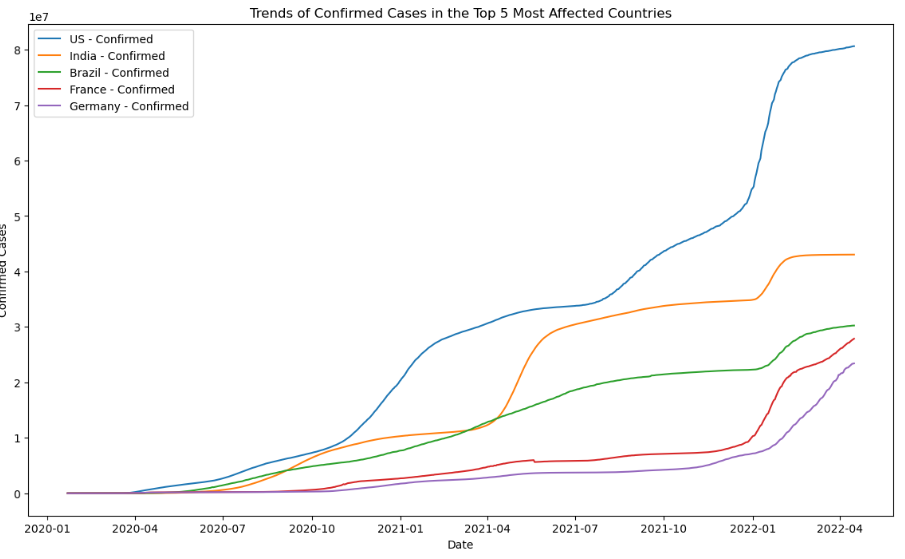 Trends of Confirmed Cases in the Top 5 Most Affected Countries
1e7
US - Confirmed
India - Confirmed
Brazil - Confirmed
France - Confirmed
Germany - Confirmed
8
7
6
5
4
3
2
1
0
Confirmed Cases
2020-01 2020-04 2020-07 2020-10 2021-01 2021-04 2021-07 2021-10 2022-01 2022-04
Date